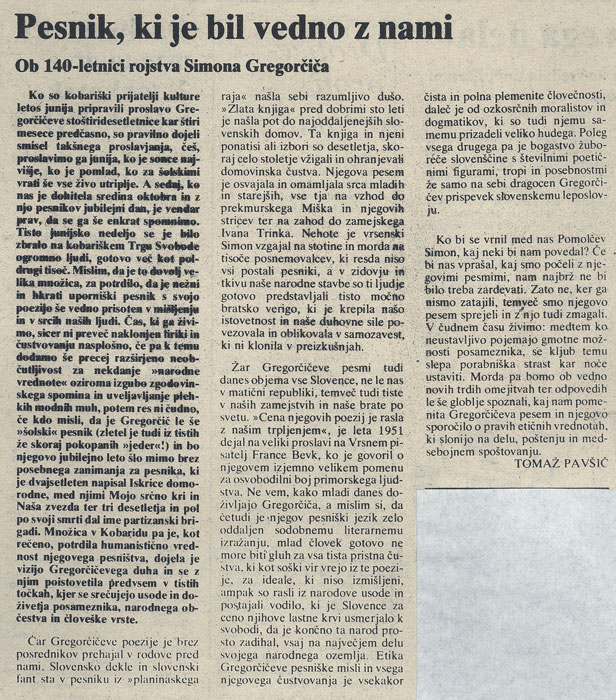 Pesnik, ki je bil vedno z nami
Ob 140-letnici rojstva Simona Gregorčiča
Ko so kobariški prijatelji kulture
letos junija pripravili proslavo Gre-
gorčičeve stoštiridesetletnice kar štiri
mesece predčasno, so pravilno dojeli
smisel takšnega proslavljanja, češ,
proslavimo ga junija, ko je sonce naj-
višje, ko je pomlad, ko za šolskimi
vrati še vse živo utriplje. A sedaj, ko
nas je dohitela sredina oktobra in z
njo pesnikov jubilejni dan, je vendar
prav, da se ga še enkrat spomnimo.
Tisto junijsko nedeljo se je bilo
zbralo na kobariškem Trgu Svobode
ogromno ljudi, gotovo več kot pol-
drugi tisoč. Mislim, da je to dovolj ve-
lika množica, za potrdilo, da je nežni
in hkrati uporniški pesnik s svojo
poezijo še vedno prisoten v mišljenju
in v srcih naših ljudi. Čas, ki ga živi-
mo, sicer ni preveč naklonjen liriki in
čustvovanju nasplošno, če pa k temu
dodamo še precej razširjeno neob-
čutljivost za nekdanje »narodne
vrednote« oziroma izgubo zgodovin-
skega spomina in uveljavljanje pleh-
kih modnih muh, potem res ni čudno,
če kdo misli, da je Gregorčič le še
»šolski« pesnik (zletel je tudi iz tistih
že skoraj pokopanih »jeder«!) in bo
njegovo jubilejno leto šlo mimo brez
posebnega zanimanja za pesnika, ki
je dvajsetleten napisal Iskrice domo-
rodne, med njimi Mojo srčno kri in
Naša zvezda ter tri desetletja in pol
po svoji smrti dal ime partizanski bri-
gadi. Množica v Kobaridu pa je, kot
rečeno, potrdila humanistično vred-
nost njegovega pesništva, dojela je
vizijo Gregorčičevega duha in se z
njim poistovetila predvsem v tistih
točkah, kjer se srečujejo usode in do-
živetja posameznika, narodnega ob-
čestva in človeške vrste.
Čar Gregorčičeve poezije je brez
posrednikov prehajal v rodove pred
nami. Slovensko dekle in slovenski
fant sta v pesniku iz »planinaskega
raja« našla sebi razumljivo dušo.
»Zlata knjiga« pred dobrimi sto leti
je našla pot do najoddaljenejših slo-
venskih domov. Ta knjiga in njeni
ponatisi ali izbori so desetletja, sko-
raj celo stoletje vžigali in ohranjevali
domovinska čustva. Njegova pesem
je osvajala in omamljala srca mladih
in starejših, vse tja na vzhod do
prekmurskega Miška in njegovih
stricev ter na zahod do zamejskega
Ivana Trinka. Nehote je vrsenski
Simon vzgajal na stotine in morda na
tisoče posnemovalcev, ki resda niso
vsi postali pesniki, a v zidovju in
tkivu naše narodne stavbe so ti ljudje
gotovo predstavljali tisto močno
bratsko verigo, ki je krepila našo
istovetnost in naše duhovne sile po-
vezovala in oblikovala v samozavest,
ki ni klonila v preizkušnjah.
Žar Gregorčičeve pesmi tudi
danes objema vse Slovence, ne le nas
v matični republiki, temveč tudi tiste
v naših zamejstvih in naše brate po
svetu. »Cena njegovih poezij je rasla
z našim trpljenjem«, je leta 1951
dejal na veliki proslavi na Vrsnem pi-
satelj France Bevk, ko je govoril o
njegovem izjemno velikem pomenu
za osvobodilni boj primorskega ljud-
stva. Ne vem, kako mladi danes do-
življajo Gregorčiča, a mislim si, da
četudi je njegov pesniški jezik zelo
oddaljen sodobnemu literarnemu
izražanju, mlad človek gotovo ne
more biti gluh za vsa tista pristna ču-
stva, ki kot soški vir vrejo iz te poezi-
je, za ideale, ki niso izmišljeni,
ampak so rasli iz narodove usode in
postajali vodilo, ki je Slovence za
ceno njihove lastne krvi usmerjalo k
svobodi, da je končno ta narod pro-
sto zadihal, vsaj na največjem delu
svojega narodnega ozemlja. Etika
Gregorčičeve pesniške misli in vsega
njegovega čustvovanja je vsekakor
čista in polna plemenite človečnosti,
daleč je od ozkosrčnih moralistov in
dogmatikov, ki so tudi njemu sa-
memu prizadeli veliko hudega. Poleg
vsega drugega pa je bogastvo žubo-
reče slovenščine s številnimi poetič-
nimi figurami, tropi in posebnostmi
že samo na sebi dragocen Gregorči-
čev prispevek slovenskemu leposlov-
ju.
Ko bi se vrnil med nas Pomolčev
Simon, kaj neki bi nam povedal? Če
bi nas vprašal, kaj smo počeli z nje-
govimi pesmimi, nam najbrž ne bi
bilo treba zardevati. Zato ne, ker ga
nismo zatajili, temveč smo njegovo
pesem sprejeli in z njo tudi zmagali.
V čudnem času živimo: medtem ko
neustavljivo pojemajo gmotne mož-
nosti posameznika, se kljub temu
slepa porabniška strast kar noče
ustaviti. Morda pa bomo ob vedno
novih trdih omejitvah ter odpovedih
le še globlje spoznali, kaj nam pome-
nita Gregorčičeva pesem in njegovo
sporočilo o pravih etičnih vrednotah,
ki slonijo na delu, poštenju in med-
sebojnem spoštovanju.
TOMAŽ PAVŠIČ